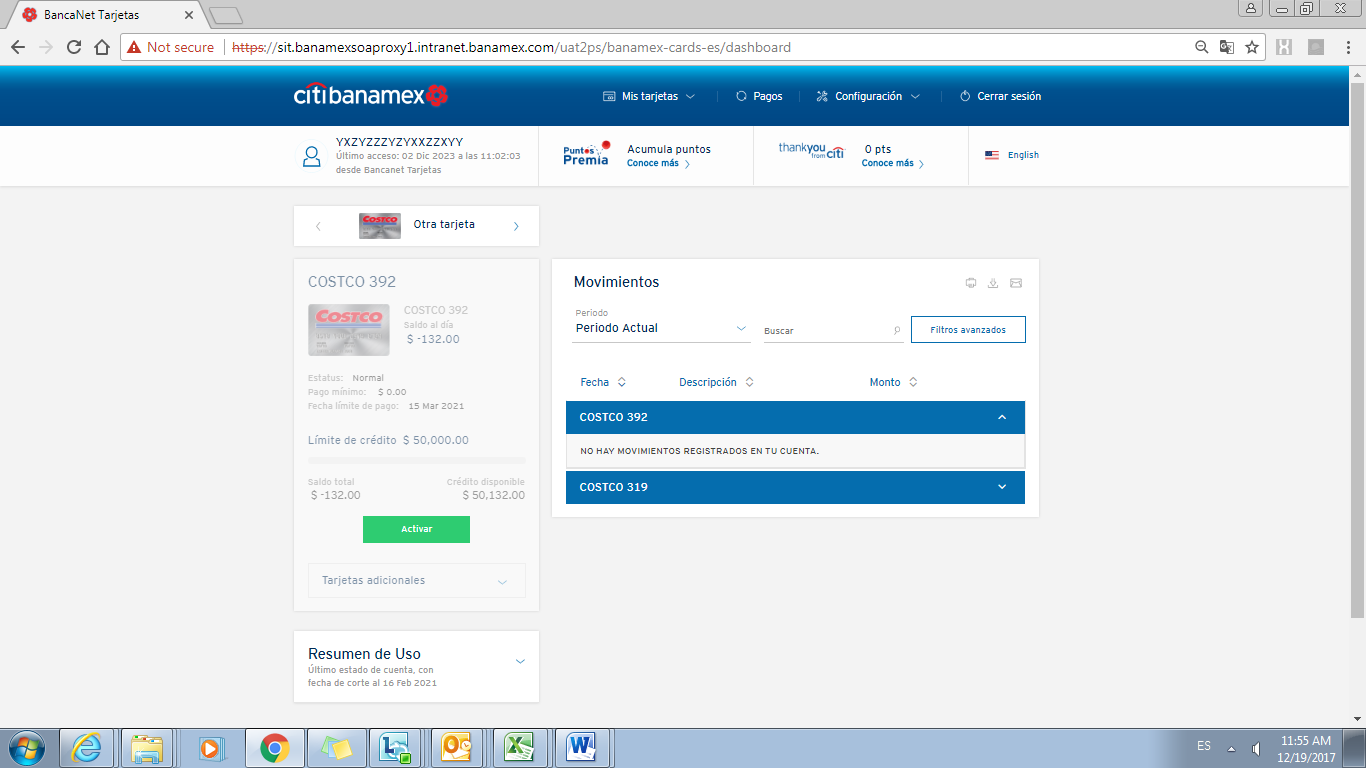 BancaNet Tarjetas
Not secure
https://sit.banamexsoaproxy1.intranet.banamex.com/uat2ps/banamex-cards-es/dashboard
citibanamex
Mis tarjetas
Pagos
Configuración
Cerrar sesión
YXZYZZZYZYXXZZXYY
Último acceso: 02 Dic 2023 a las 11:02:03
desde Bancanet Tarjetas
Puntos
Premia
Acumula puntos
Conoce más
thankyou
from citi
0 pts
Conoce más
English
COSTCO
Otra tarjeta
COSTCO 392
COSTCO
COSTCO 392
Saldo al día
$ -132.00
Estatus: Normal
Pago mínimo: $ 0.00
Fecha límite de pago: 15 Mar 2021
Límite de crédito $ 50,000.00
Saldo total
Crédito disponible
$ -132.00
$ 50,132.00
Activar
Tarjetas adicionales
Resumen de Uso
Último estado de cuenta, con
fecha de corte al 16 Feb 2021
Movimientos
Periodo
Periodo Actual
Buscar
Filtros avanzados
Fecha
Descripción
Monto
COSTCO 392
NO HAY MOVIMIENTOS REGISTRADOS EN TU CUENTA.
COSTCO 319
ES
11:55 AM
12/19/2017